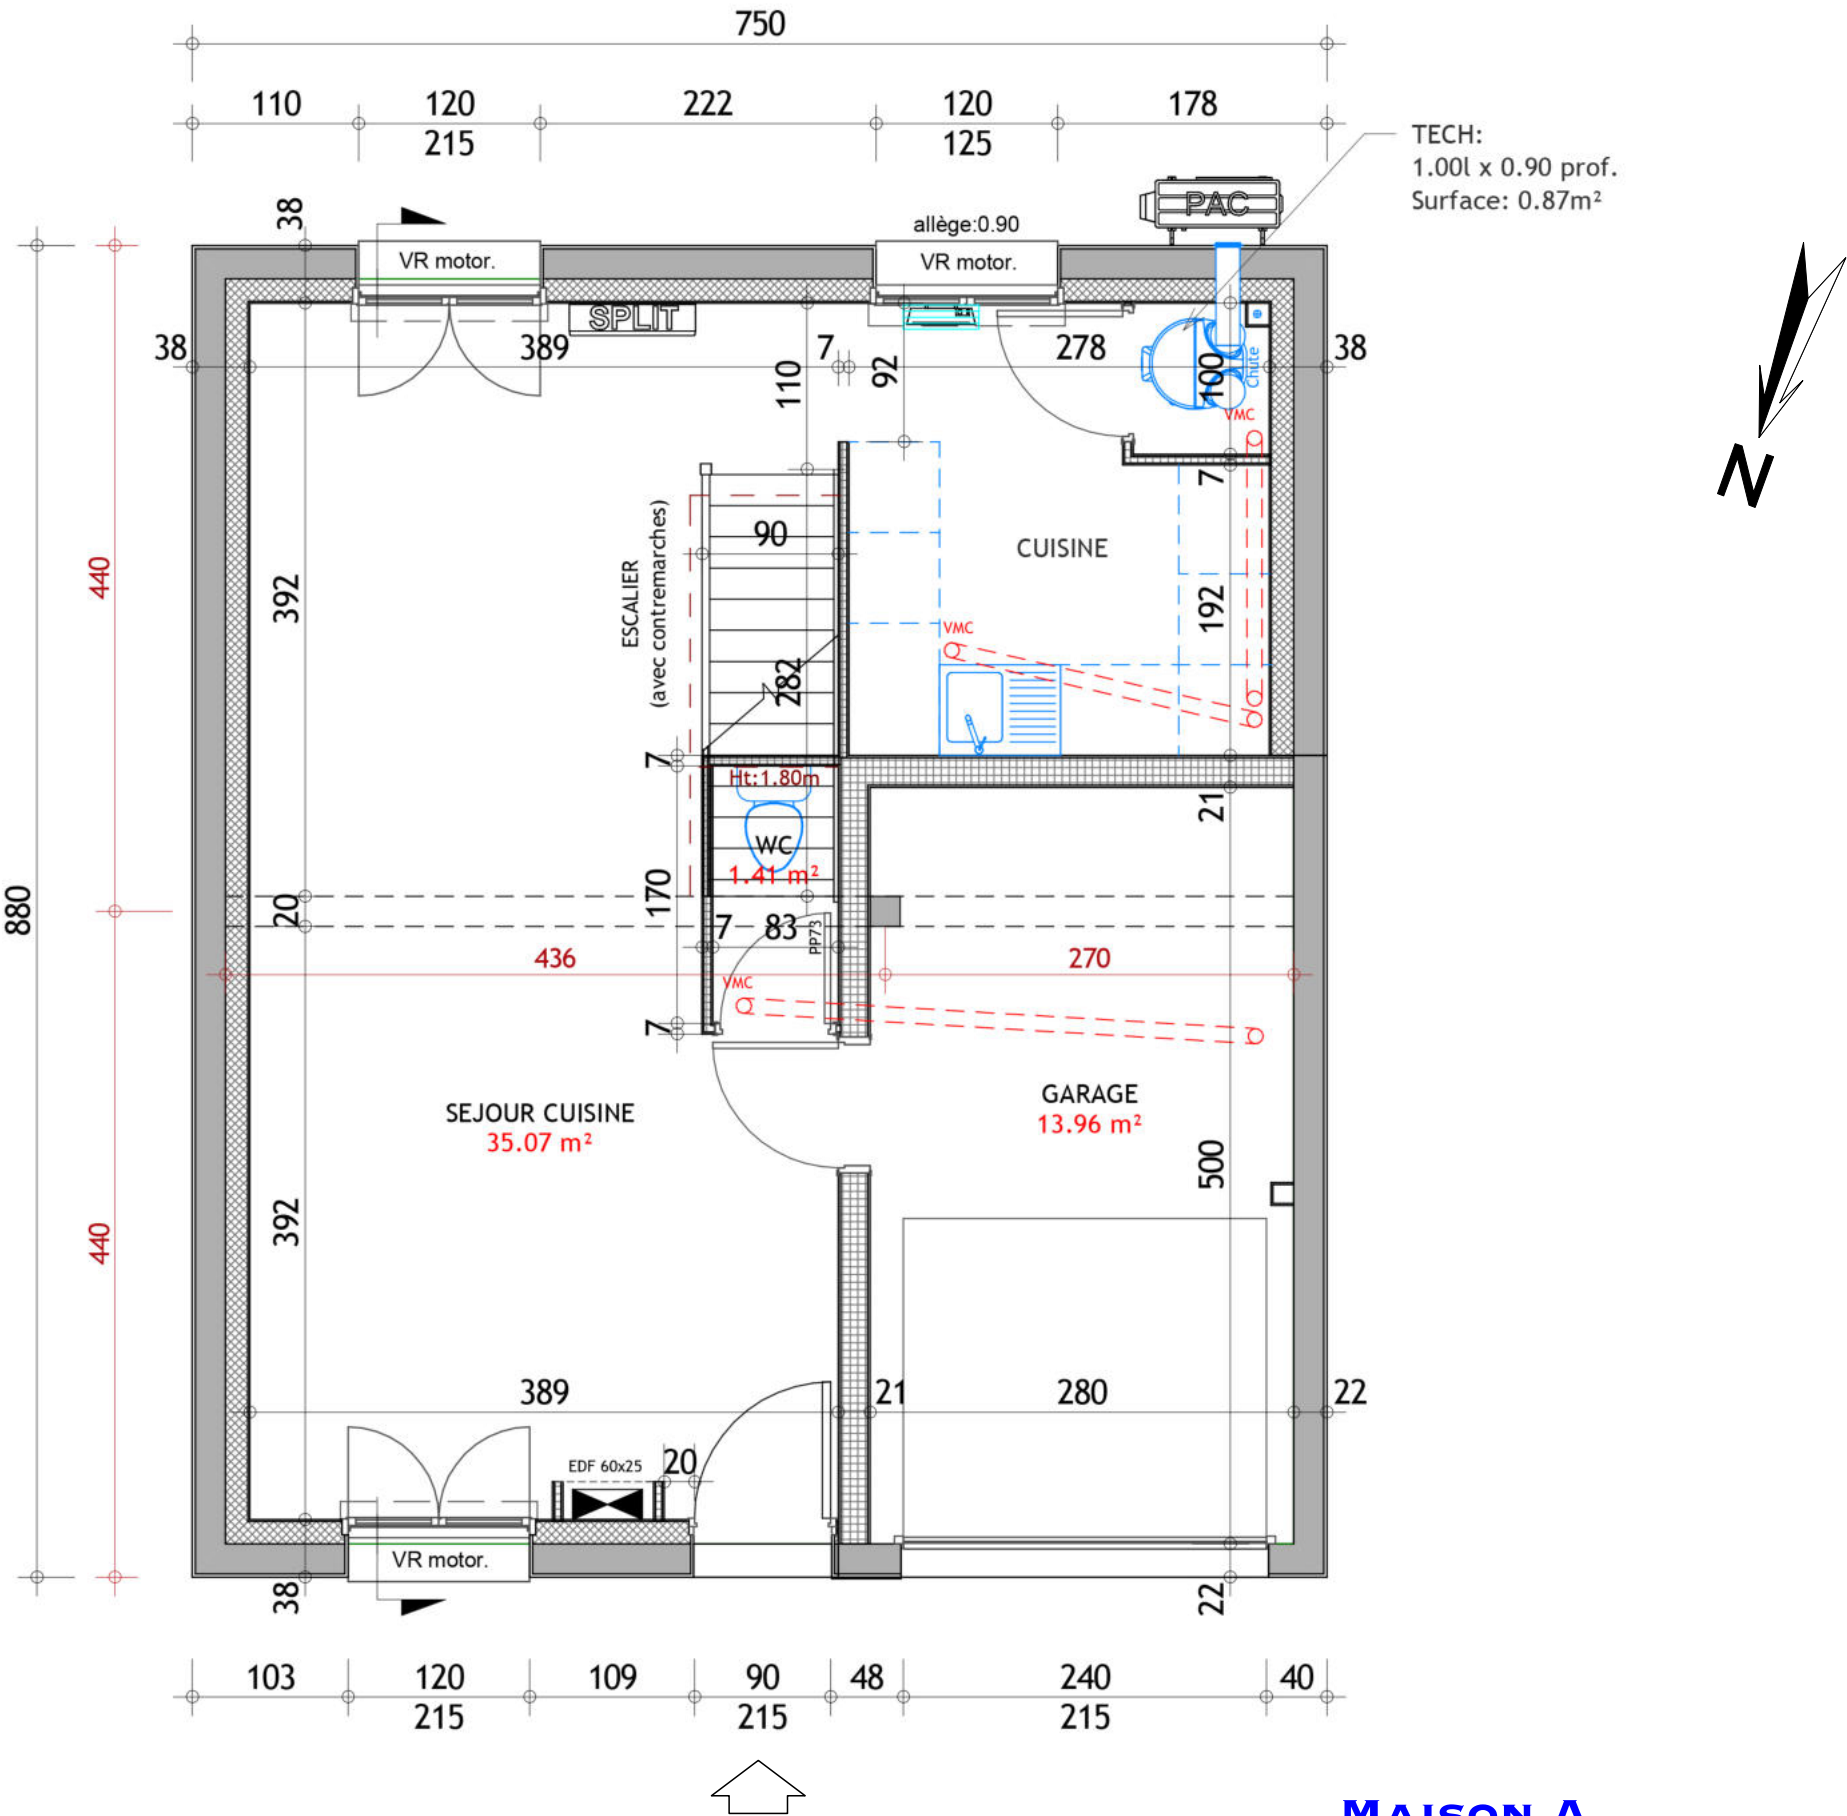 750
110 120 222 120 178
215 125
TECH:
1.00l x 0.90 prof.
Surface: 0.87m²
PAC
38
allège:0.90
VR motor.
VR motor.
SPLIT
38 389 7 278 38
110
92
100
Chute
VMC
7
N
90
ESCALIER
(avec contremarches)
CUISINE
440
392
282
192
VMC
7
Ht:1.80m
21
WC
1.41 m²
880
20
170
7 83
PP73
436
270
VMC
7
SEJOUR CUISINE
35.07 m²
GARAGE
13.96 m²
500
440
392
389 21 280 22
EDF 60x25
20
VR motor.
38
22
103 120 109 90 48 240 40
215 215 215
MAISON A